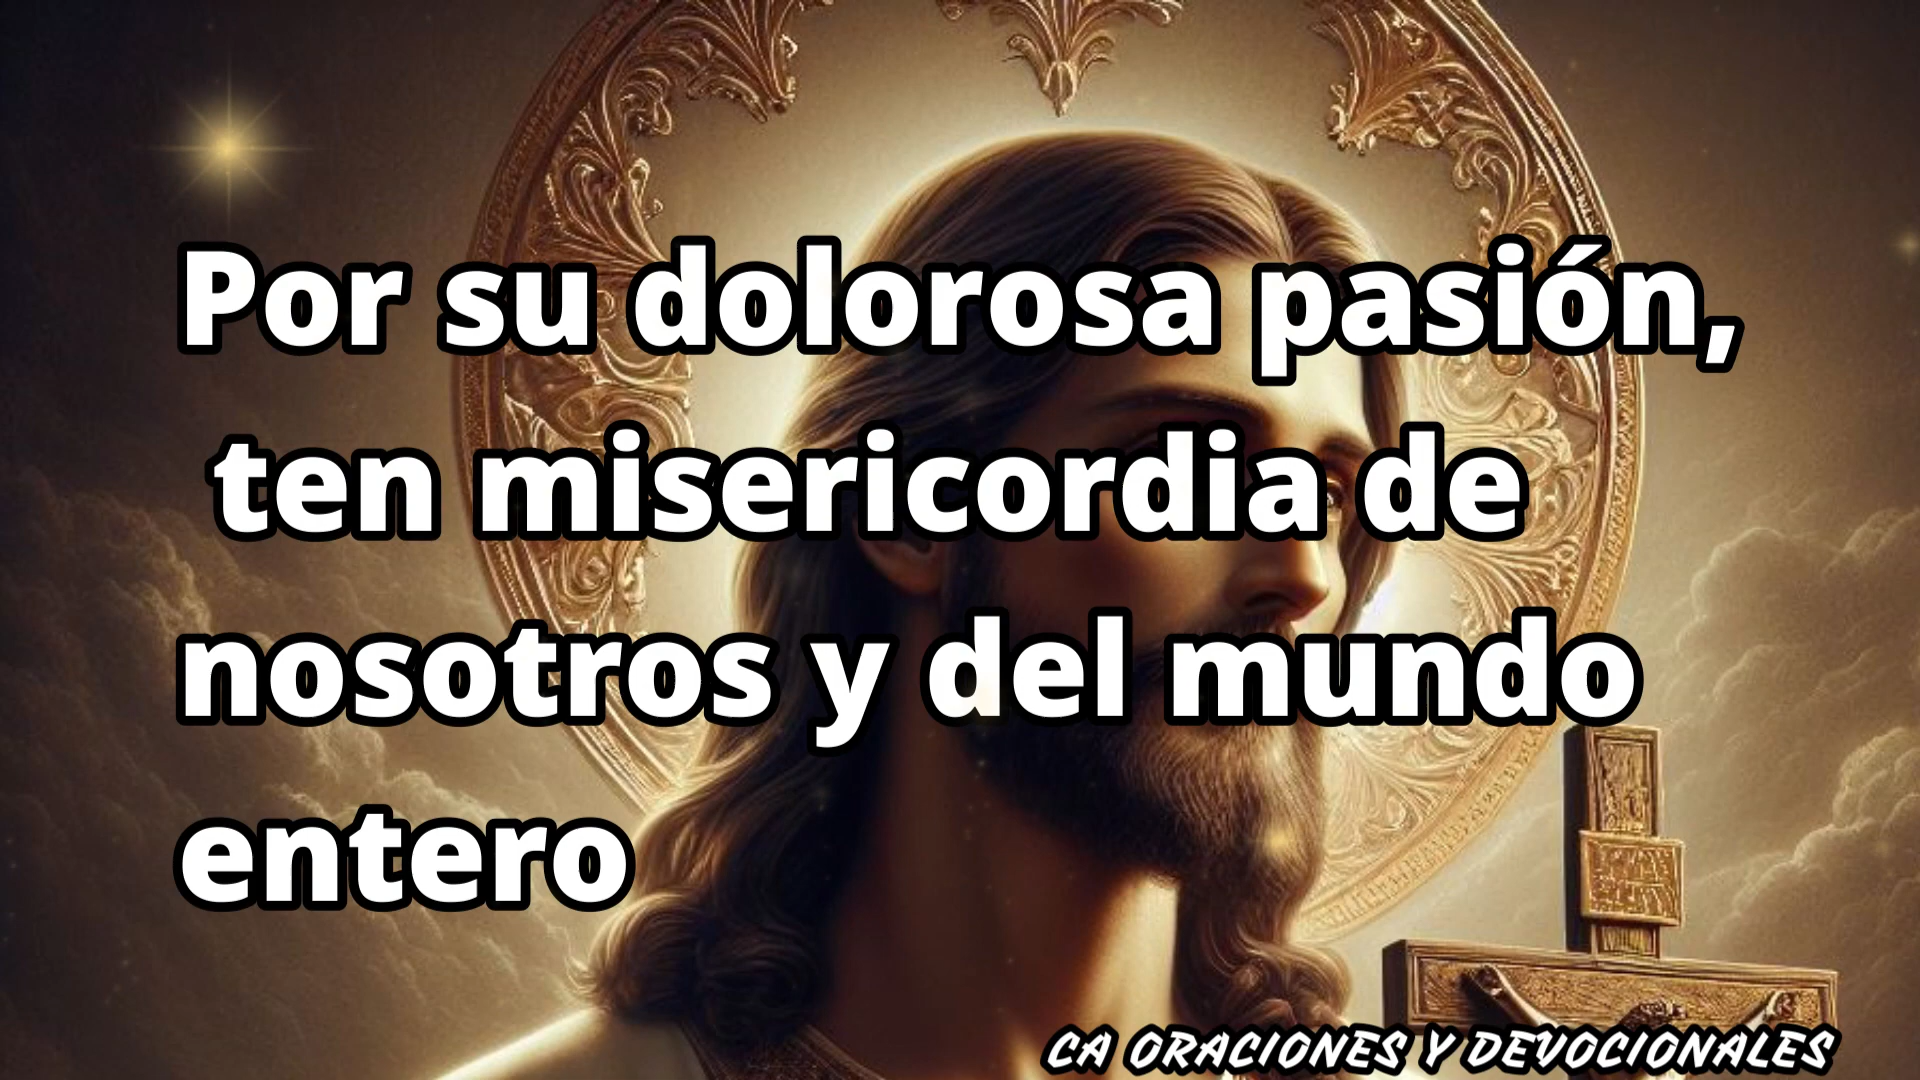 Por su dolorosa pasión,
ten misericordia de
nosotros y del mundo
entero
CA ORACIONES Y DEVOCIONALES